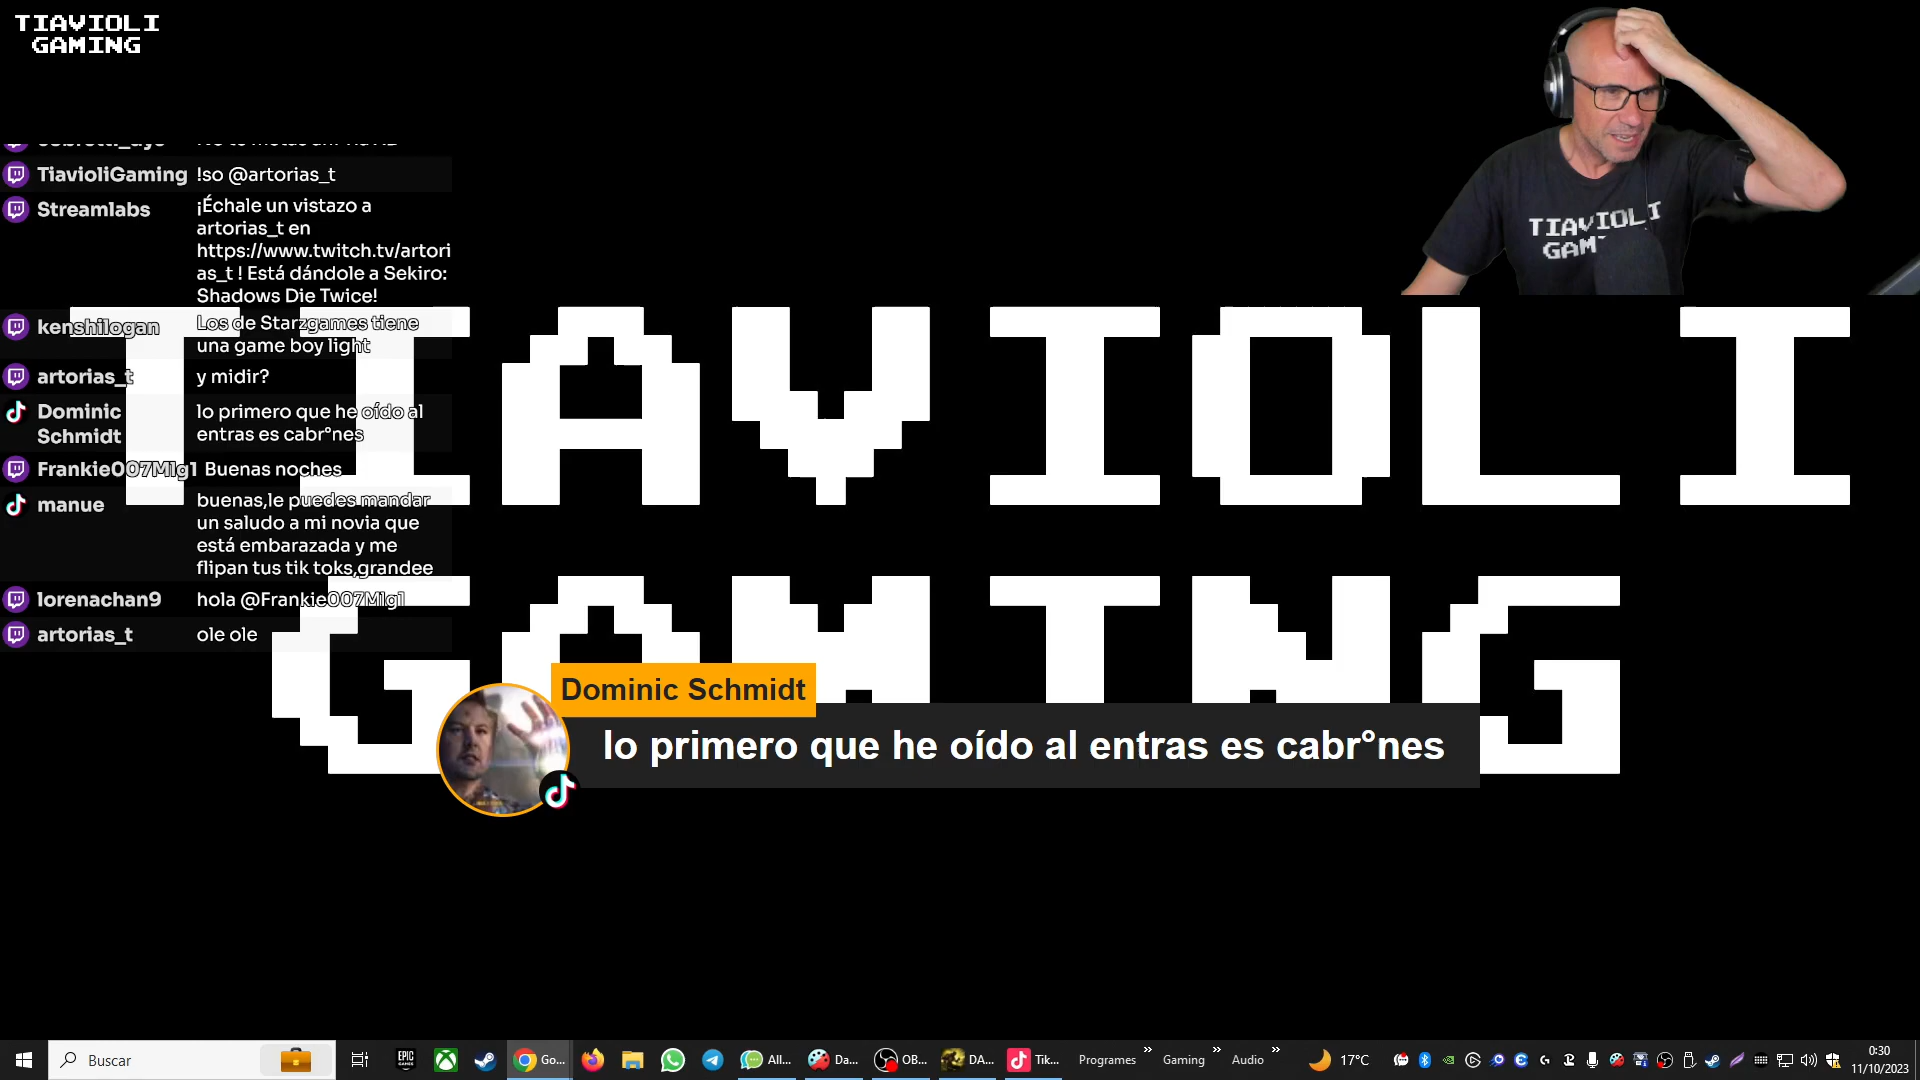 TIAVIOLI
GAMING
TiavioliGaming !so @artorias_t
Streamlabs ¡Échale un vistazo a
artorias_t en
https://www.twitch.tv/artori
as_t ! Está dándole a Sekiro:
Shadows Die Twice!
kenshilogan Los de Starzgames tiene
una game boy light
artorias_t y midir?
Dominic Schmidt lo primero que he oído al
entras es cabr°nes
Frankie007Mlg1 Buenas noches
manue buenas,le puedes mandar
un saludo a mi novia que
está embarazada y me
flipan tus tik toks,grandee
lorenachan9 hola @Frankie007Mlg1
artorias_t ole ole
TIAVIOLI
GAM
TIAVIOLI
GAMING
Dominic Schmidt
lo primero que he oído al entras es cabr°nes
Buscar
EPIC
GAMES
Go...
All...
Da...
OB...
DA...
Tik...
Programes
Gaming
Audio
17°C
0:30
11/10/2023